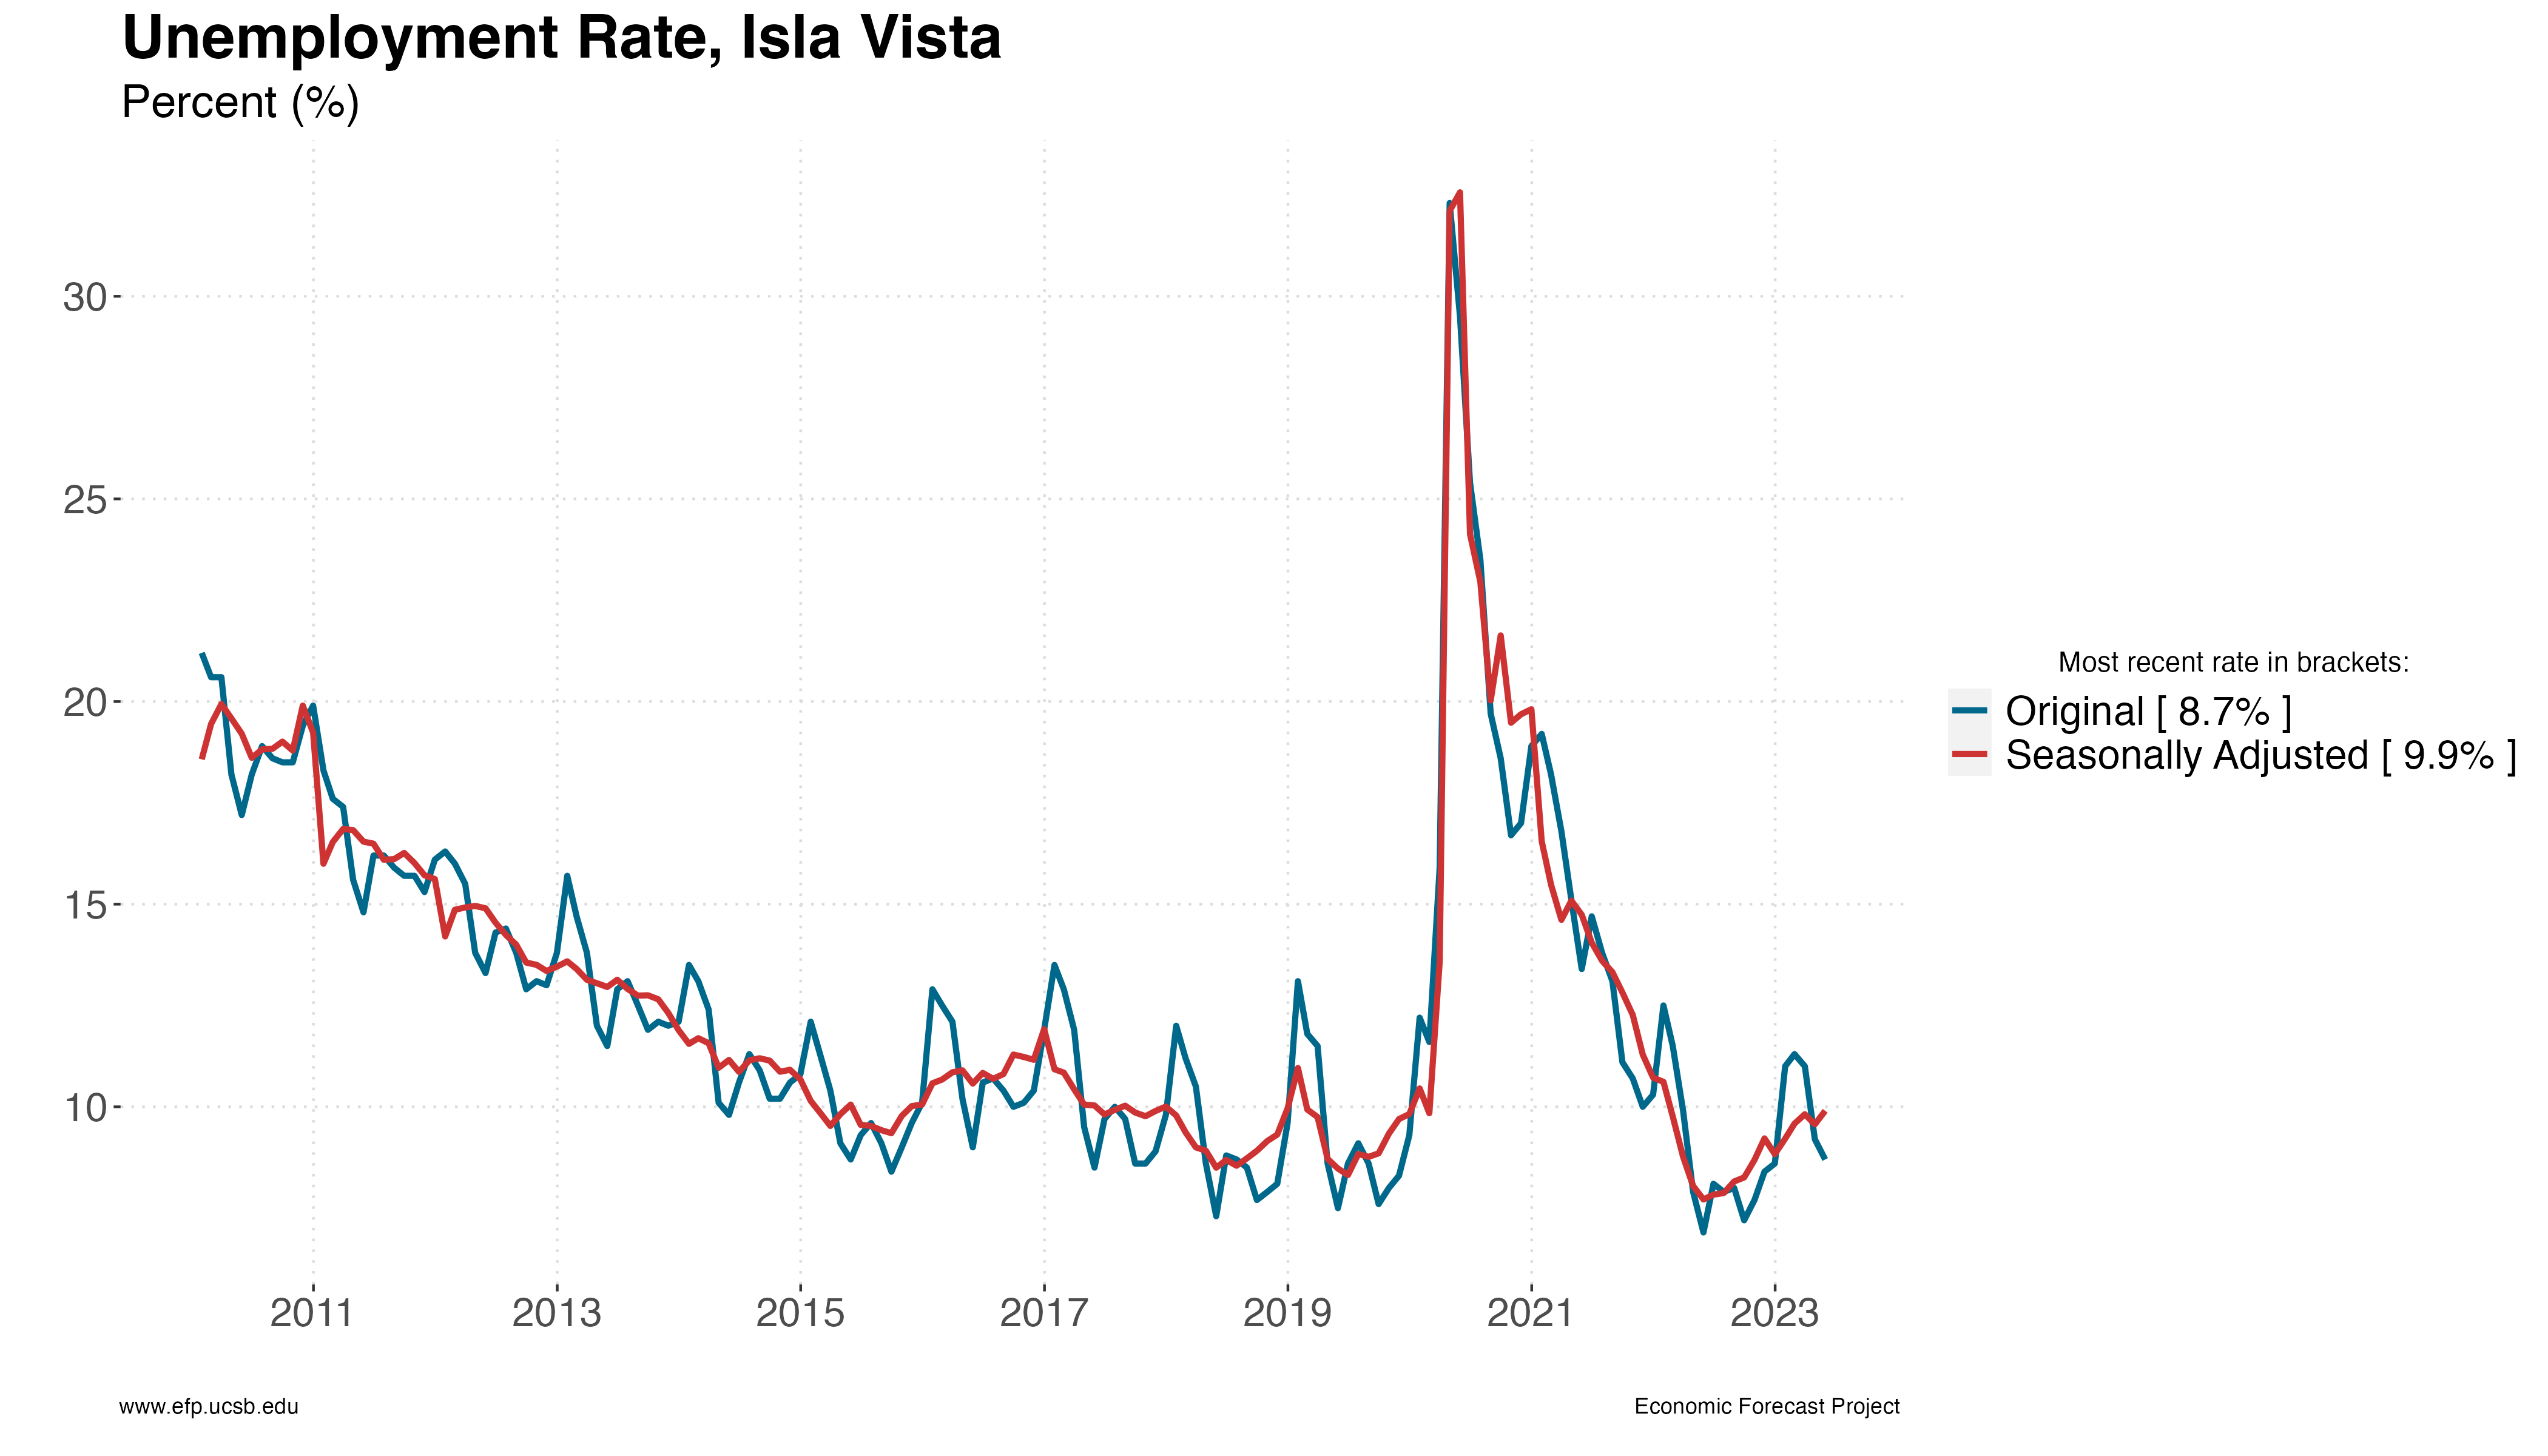 Unemployment Rate, Isla Vista
Percent (%)
30
25
20
15
10
2011
2013
2015
2017
2019
2021
2023
Most recent rate in brackets:
Original [ 8.7% ]
Seasonally Adjusted [ 9.9% ]
www.efp.ucsb.edu
Economic Forecast Project